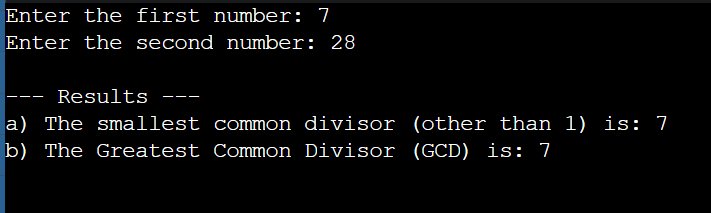 Enter the first number: 7
Enter the second number: 28
--- Results ---
a) The smallest common divisor (other than 1) is: 7
b) The Greatest Common Divisor (GCD) is: 7